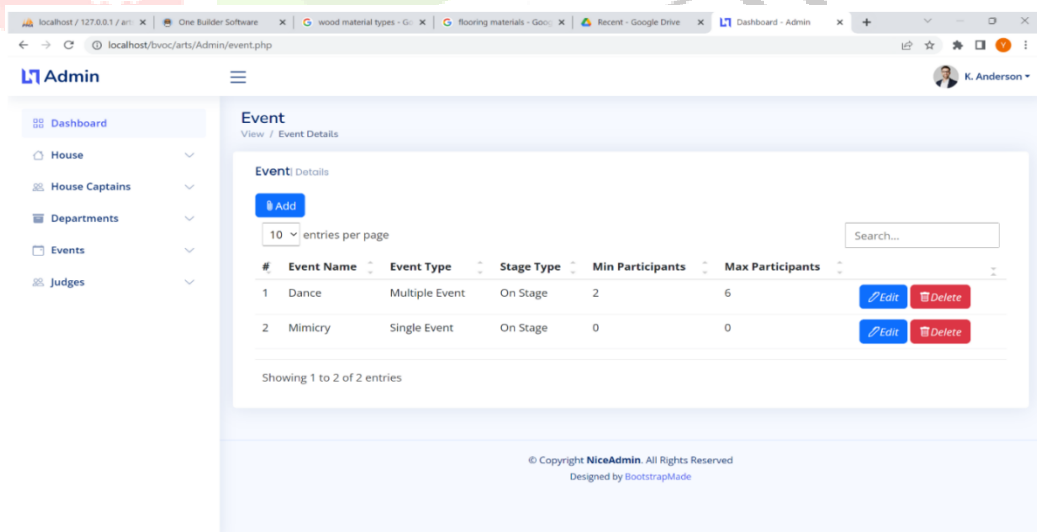 localhost / 127.0.0.1 / art One Builder Software wood material types - Go flooring materials - Goog Recent - Google Drive Dashboard - Admin
localhost/bvoc/arts/Admin/event.php Y
Admin K. Anderson
Dashboard
House
House Captains
Departments
Events
Judges
Event
View / Event Details
Event| Details
Add
10 entries per page Search...
# Event Name Event Type Stage Type Min Participants Max Participants
1 Dance Multiple Event On Stage 2 6 Edit Delete
2 Mimicry Single Event On Stage 0 0 Edit Delete
Showing 1 to 2 of 2 entries
© Copyright NiceAdmin. All Rights Reserved
Designed by BootstrapMade